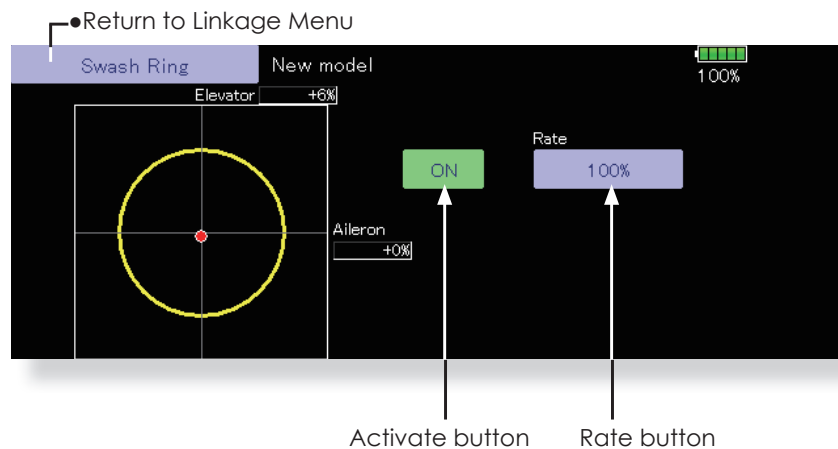 ●Return to Linkage Menu
Swash Ring
New model
100%
Elevator +6%
Rate
ON
100%
Aileron
+0%
Activate button
Rate button